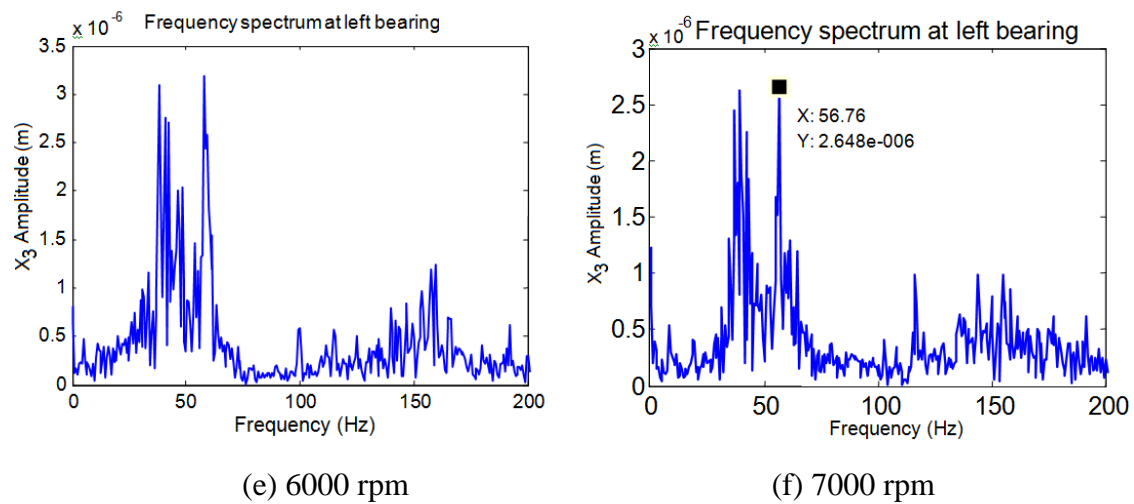 x 10⁻⁶ Frequency spectrum at left bearing
3.5
3
2.5
2
1.5
1
0.5
0
X₃ Amplitude (m)
0 50 100 150 200
Frequency (Hz)
(e) 6000 rpm
x 10⁻⁶ Frequency spectrum at left bearing
3
2.5
2
1.5
1
0.5
0
X₃ Amplitude (m)
X: 56.76
Y: 2.648e-006
0 50 100 150 200
Frequency (Hz)
(f) 7000 rpm